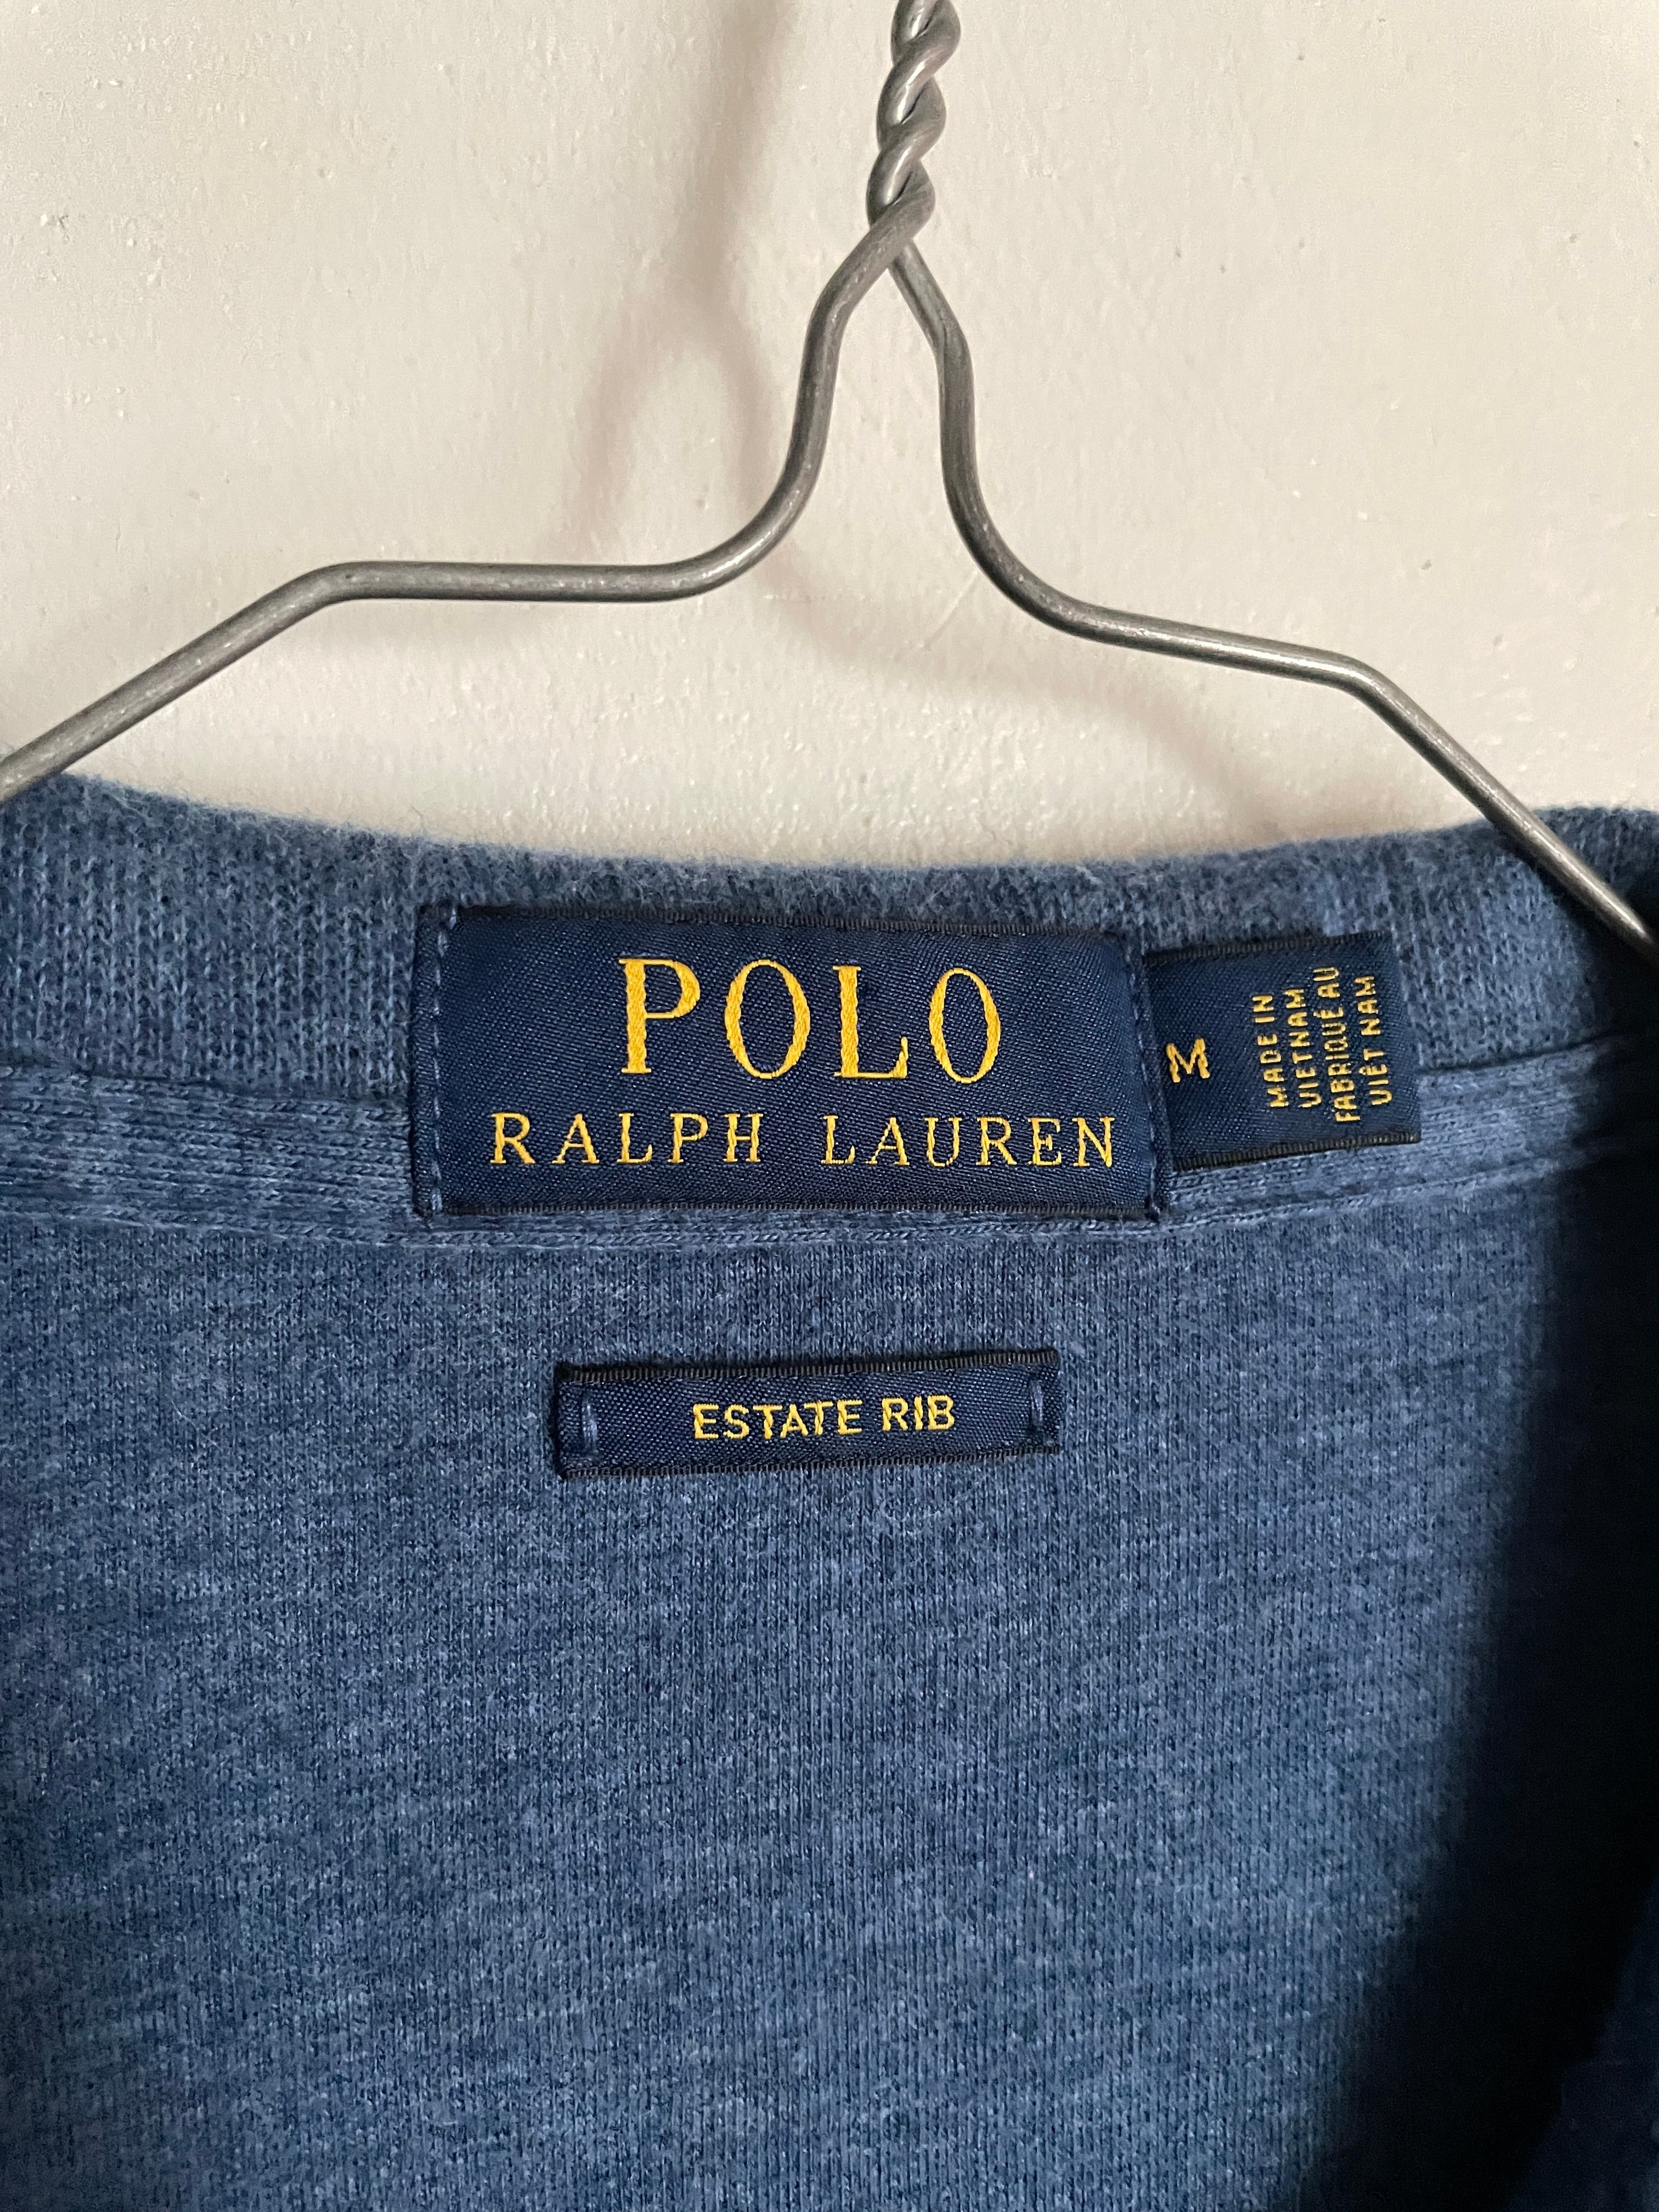 POLO
RALPH LAUREN
M
MADE IN
VIETNAM
FABRIQUÉ AU
VIÊT NAM
ESTATE RIB